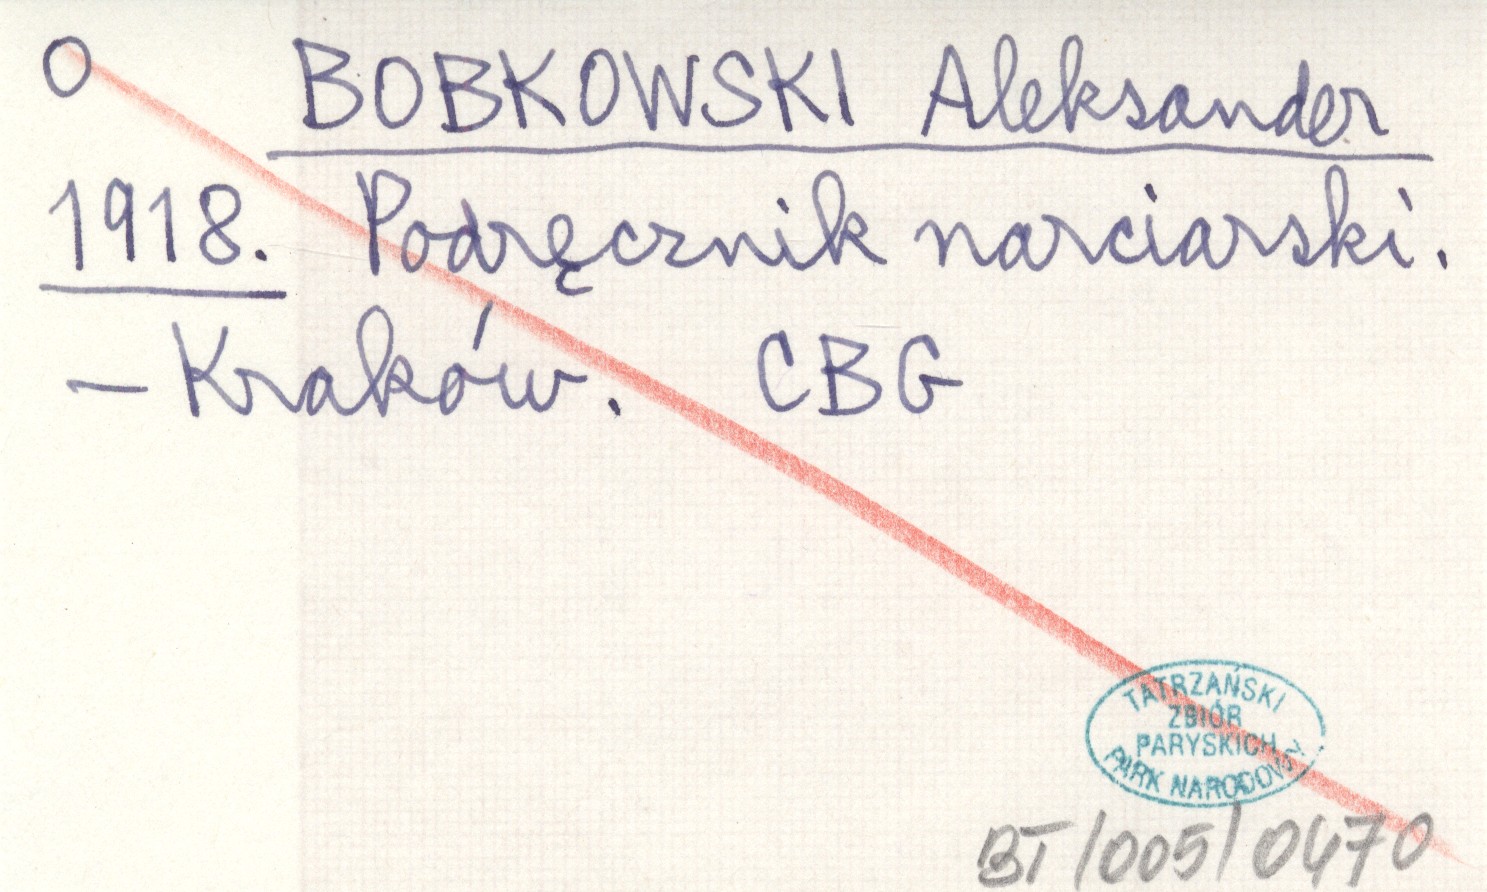 O BOBKOWSKI Aleksander
1918. Podręcznik narciarski.
– Kraków. CBG
TATRZAŃSKI
ZBIÓR
PARYSKICH
PARK NARODOWY
BT/005/0470